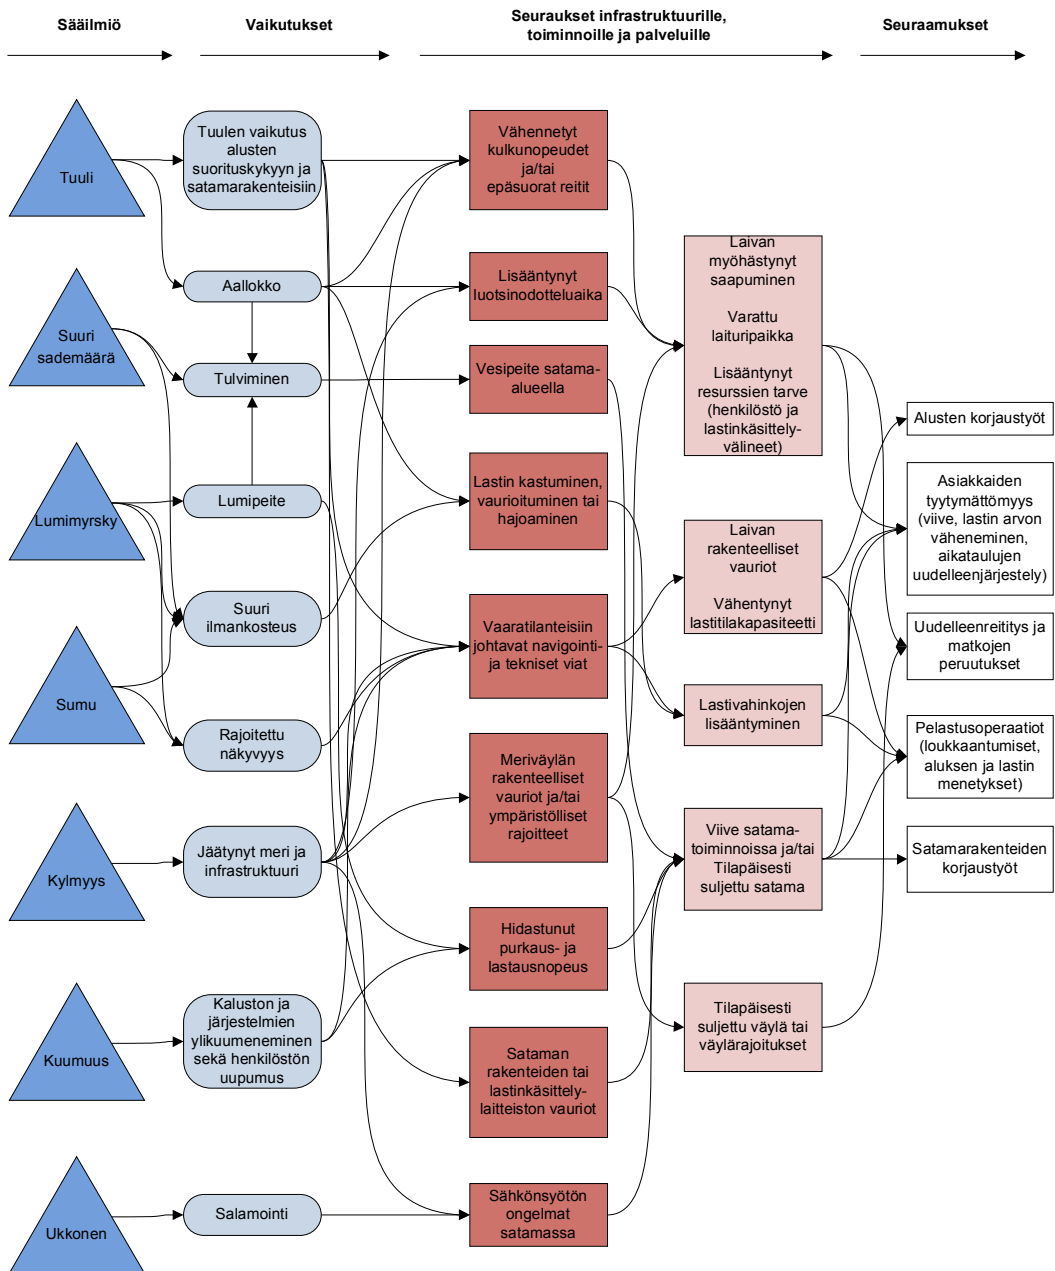 Sääilmiö
Vaikutukset
Seuraukset infrastruktuurille,
toiminnoille ja palveluille
Seuraamukset
Tuuli
Suuri
sademäärä
Lumimyrsky
Sumu
Kylmyys
Kuumuus
Ukkonen
Tuulen vaikutus
alusten
suorituskykyyn ja
satamarakenteisiin
Aallokko
Tulviminen
Lumipeite
Suuri
ilmankosteus
Rajoitettu
näkyvyys
Jäätynyt meri ja
infrastruktuuri
Kaluston ja
järjestelmien
ylikuumeneminen
sekä henkilöstön
uupumus
Salamointi
Vähennetyt
kulkunopeudet
ja/tai
epäsuorat reitit
Lisääntynyt
luotsinodotteluaika
Vesipeite satama-
alueella
Lastin kastuminen,
vaurioituminen tai
hajoaminen
Vaaratilanteisiin
johtavat navigointi-
ja tekniset viat
Meriväylän
rakenteelliset
vauriot ja/tai
ympäristölliset
rajoitteet
Hidastunut
purkaus- ja
lastausnopeus
Sataman
rakenteiden tai
lastinkäsittely-
laitteiston vauriot
Sähkönsyötön
ongelmat
satamassa
Laivan
myöhästynyt
saapuminen
Varattu
laituripaikka
Lisääntynyt
resurssien tarve
(henkilöstö ja
lastinkäsittely-
välineet)
Laivan
rakenteelliset
vauriot
Vähentynyt
lastitilakapasiteetti
Lastivahinkojen
lisääntyminen
Viive satama-
toiminnoissa ja/tai
Tilapäisesti
suljettu satama
Tilapäisesti
suljettu väylä tai
väylärajoitukset
Alusten korjaustyöt
Asiakkaiden
tyytymättömyys
(viive, lastin arvon
väheneminen,
aikataulujen
uudelleenjärjestely)
Uudelleenreititys ja
matkojen
peruutukset
Pelastusoperaatiot
(loukkaantumiset,
aluksen ja lastin
menetykset)
Satamarakenteiden
korjaustyöt